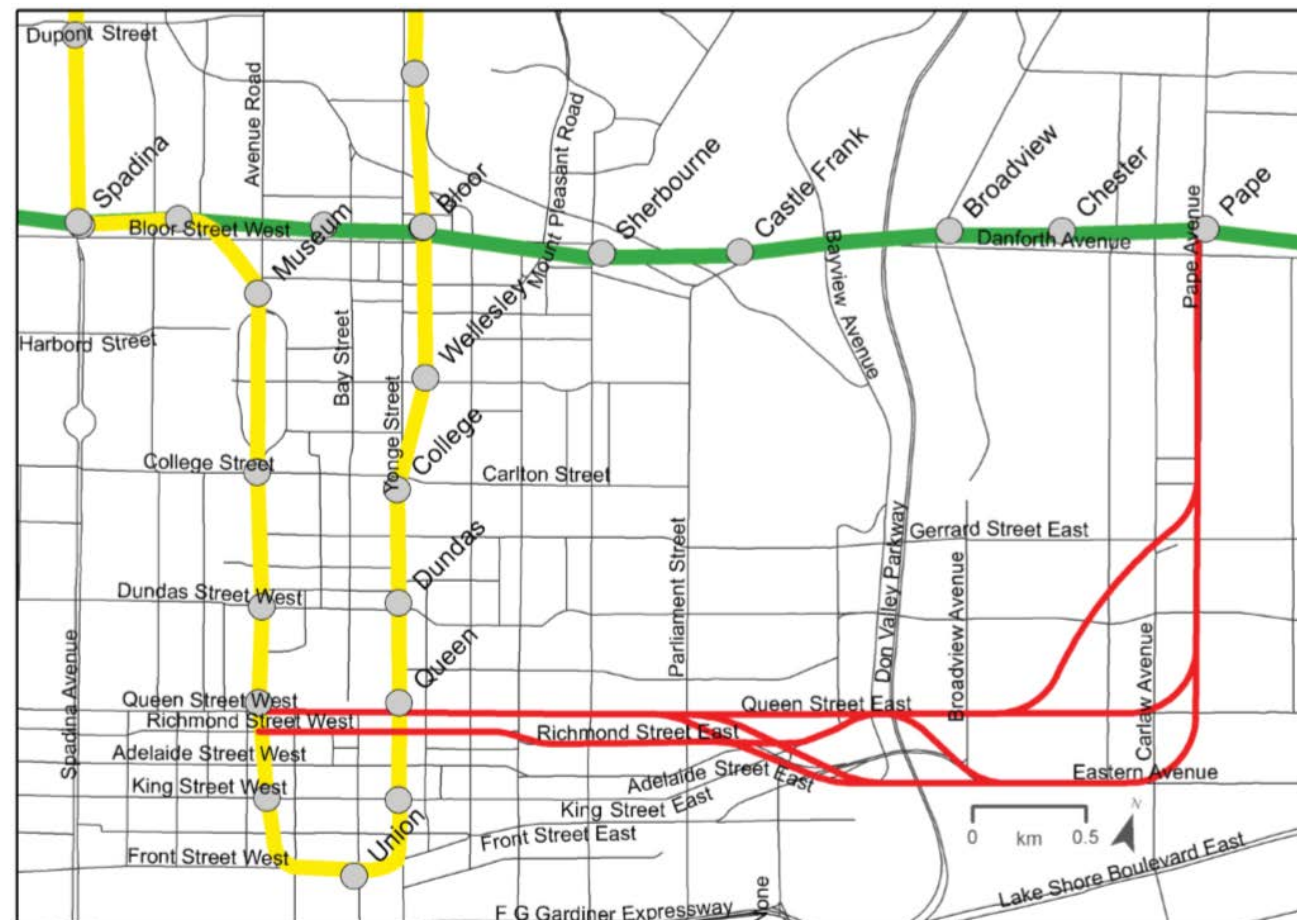 Dupont Street
Avenue Road
Mount Pleasant Road
Spadina
Bloor
Sherbourne
Castle Frank
Broadview
Chester
Pape
Bloor Street West
Museum
Danforth Avenue
Bayview Avenue
Pape Avenue
Harbord Street
Bay Street
Wellesley
Yonge Street
College
College Street
Carlton Street
Parliament Street
Gerrard Street East
Don Valley Parkway
Broadview Avenue
Dundas
Dundas Street West
Spadina Avenue
Queen
Queen Street West
Queen Street East
Carlaw Avenue
Richmond Street West
Richmond Street East
Adelaide Street West
Adelaide Street East
Eastern Avenue
King Street West
King Street East
Union
Front Street East
Front Street West
0 km 0.5
N
Lake Shore Boulevard East
F G Gardiner Expressway
None